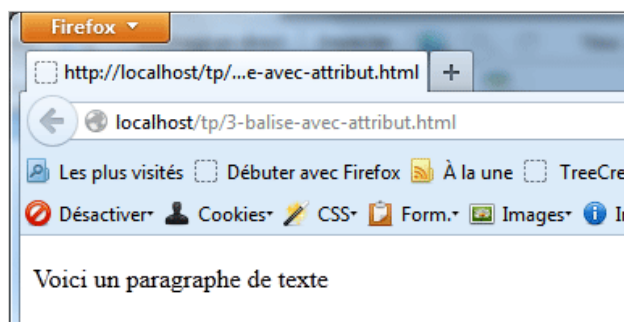 Firefox
http://localhost/tp/...e-avec-attribut.html
localhost/tp/3-balise-avec-attribut.html
Les plus visités Débuter avec Firefox À la une TreeCre
Désactiver Cookies CSS Form. Images
Voici un paragraphe de texte